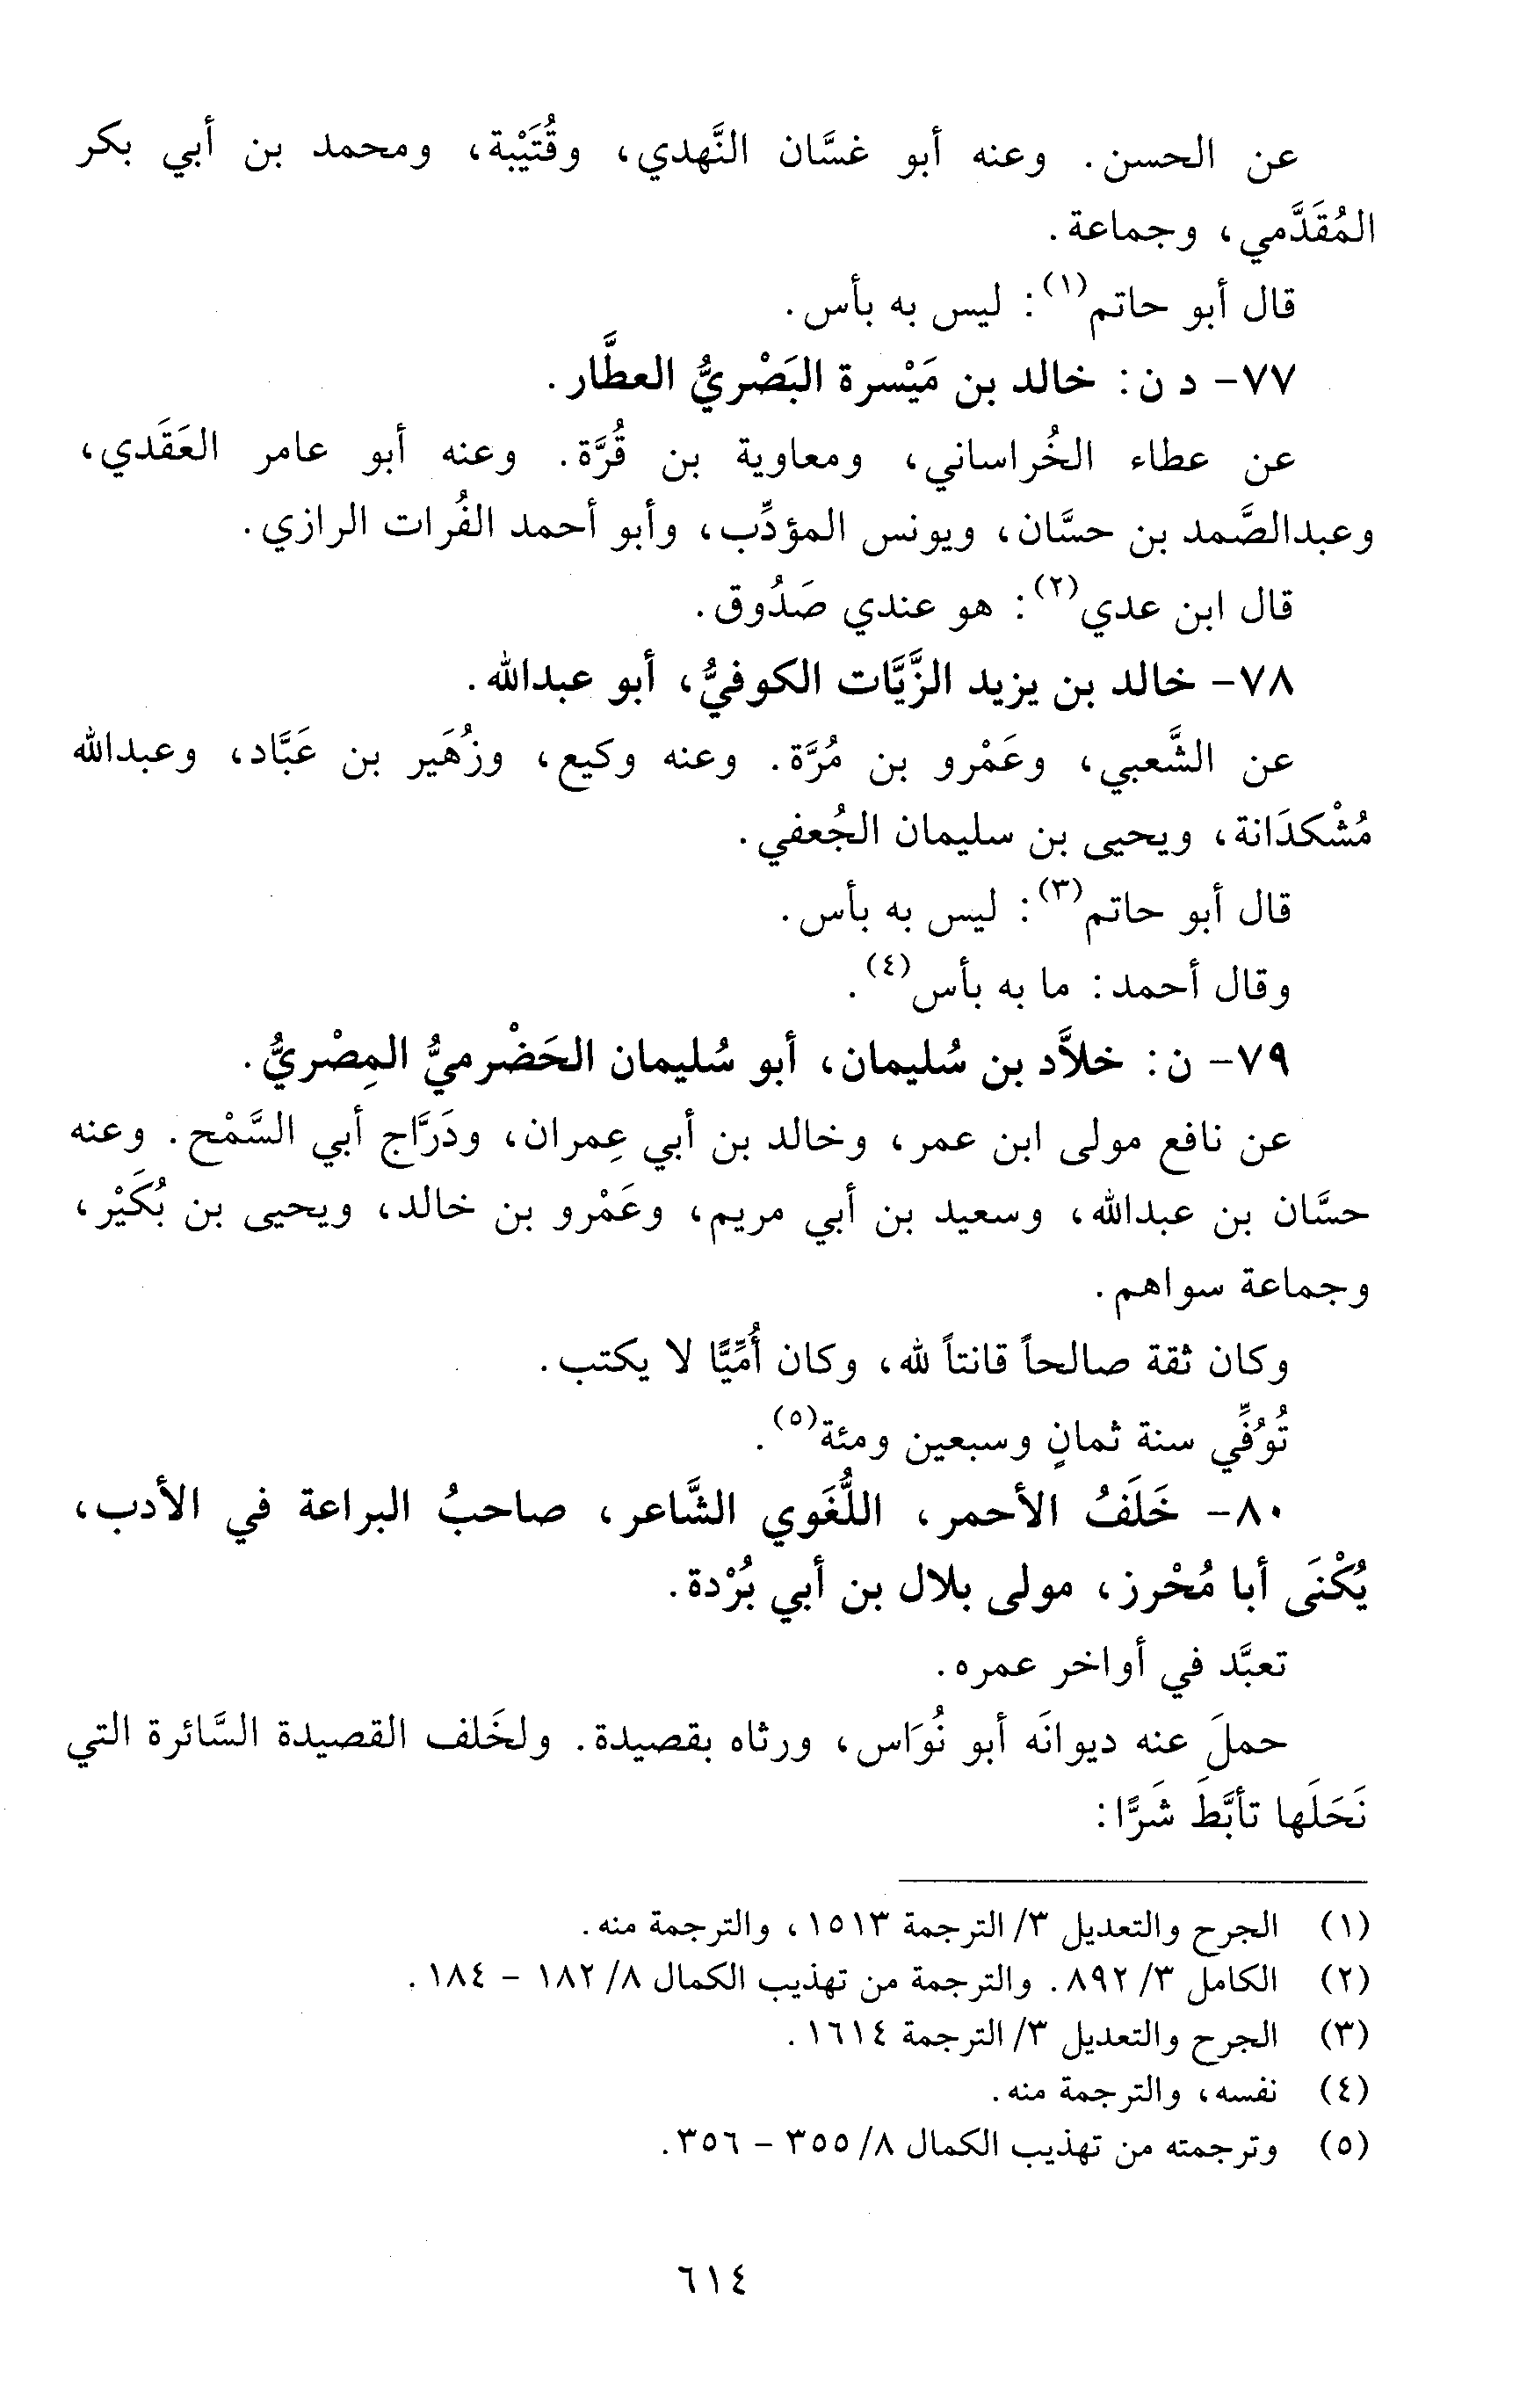 عن الحسن. وعنه أبو غسَّان النَّهدي، وقُتَيْبة، ومحمد بن أبي بكر
المُقَدَّمي، وجماعة.
قال أبو حاتم(١): ليس به بأس.
٧٧- د ن: خالد بن مَيْسرة البَصْريُّ العطَّار.
عن عطاء الخُراساني، ومعاوية بن قُرَّة. وعنه أبو عامر العَقَدي،
وعبدالصَّمد بن حسَّان، ويونس المؤدِّب، وأبو أحمد الفُرات الرازي.
قال ابن عدي(٢): هو عندي صَدُوق.
٧٨- خالد بن يزيد الزَّيَّات الكوفيُّ، أبو عبدالله.
عن الشَّعبي، وعَمْرو بن مُرَّة. وعنه وكيع، وزُهَير بن عَبَّاد، وعبدالله
مُشْكدَانة، ويحيى بن سليمان الجُعفي.
قال أبو حاتم(٣): ليس به بأس.
وقال أحمد: ما به بأس(٤).
٧٩- ن: خلاَّد بن سُليمان، أبو سُليمان الحَضْرميُّ المِصْريُّ.
عن نافع مولى ابن عمر، وخالد بن أبي عِمران، ودَرَّاج أبي السَّمْح. وعنه
حسَّان بن عبدالله، وسعيد بن أبي مريم، وعَمْرو بن خالد، ويحيى بن بُكَيْر،
وجماعة سواهم.
وكان ثقة صالحاً قانتاً لله، وكان أُمِّيًّا لا يكتب.
تُوُفِّي سنة ثمانٍ وسبعين ومئة(٥).
٨٠- خَلَفُ الأحمر، اللُّغَوي الشَّاعر، صاحبُ البراعة في الأدب،
يُكْنَى أبا مُحْرز، مولى بلال بن أبي بُرْدة.
تعبَّد في أواخر عمره.
حملَ عنه ديوانَه أبو نُوَاس، ورثاه بقصيدة. ولخَلف القصيدة السَّائرة التي
نَحَلَها تأبَّطَ شَرًّا:
(١) الجرح والتعديل ٣/ الترجمة ١٥١٣، والترجمة منه.
(٢) الكامل ٣/ ٨٩٢. والترجمة من تهذيب الكمال ٨/ ١٨٢ - ١٨٤.
(٣) الجرح والتعديل ٣/ الترجمة ١٦١٤.
(٤) نفسه، والترجمة منه.
(٥) وترجمته من تهذيب الكمال ٨/ ٣٥٥ - ٣٥٦.
٦١٤